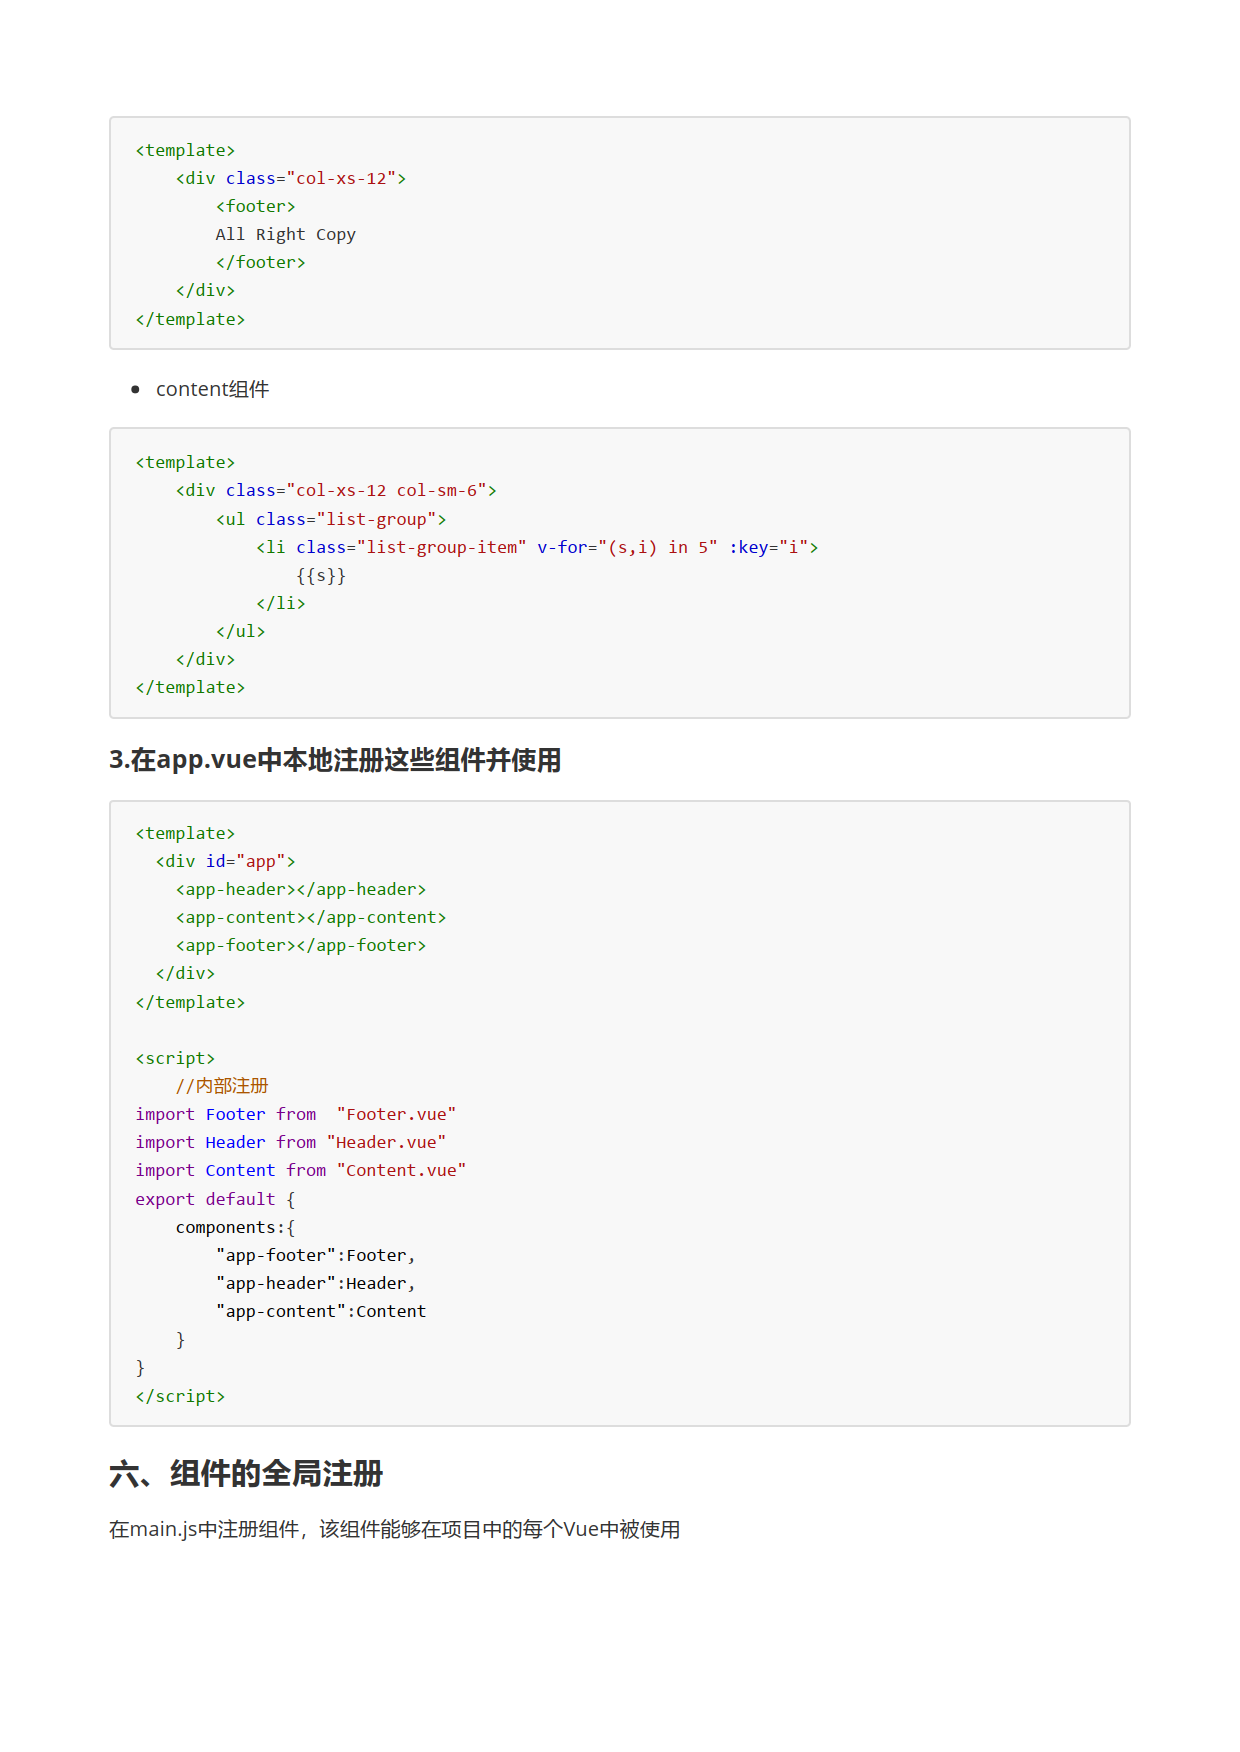 <template>
    <div class="col-xs-12">
        <footer>
        All Right Copy
        </footer>
    </div>
</template>
• content组件
<template>
    <div class="col-xs-12 col-sm-6">
        <ul class="list-group">
            <li class="list-group-item" v-for="(s,i) in 5" :key="i">
                {{s}}
            </li>
        </ul>
    </div>
</template>
3.在app.vue中本地注册这些组件并使用
<template>
  <div id="app">
    <app-header></app-header>
    <app-content></app-content>
    <app-footer></app-footer>
  </div>
</template>

<script>
    //内部注册
import Footer from  "Footer.vue"
import Header from "Header.vue"
import Content from "Content.vue"
export default {
    components:{
        "app-footer":Footer,
        "app-header":Header,
        "app-content":Content
    }
}
</script>
六、组件的全局注册
在main.js中注册组件，该组件能够在项目中的每个Vue中被使用